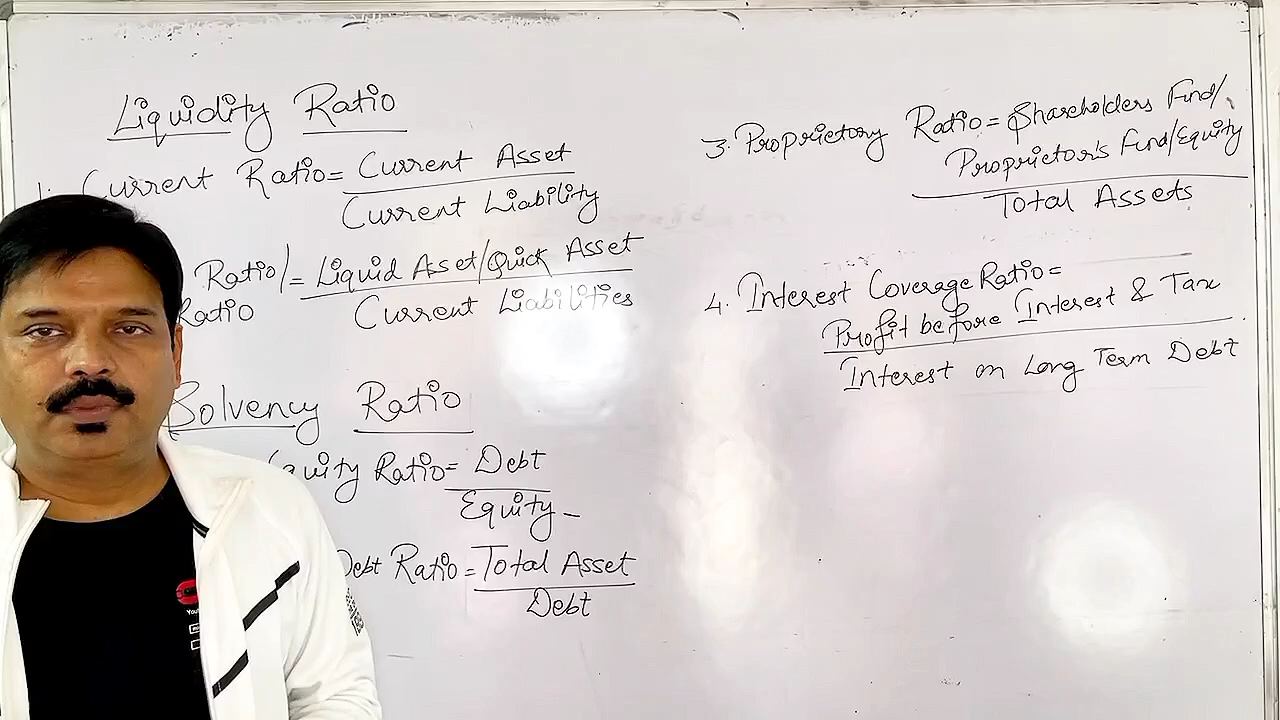 Liquidity Ratio
1. Current Ratio = Current Asset
Current Liability
Ratio/ = Liquid Asset/Quick Asset
Ratio Current Liabilities
Solvency Ratio
Equity Ratio = Debt
Equity
Debt Ratio = Total Asset
Debt
3. Proprietory Ratio = Shareholders Fund/
Proprietor's Fund/Equity
Total Assets
4. Interest Coverage Ratio =
Profit before Interest & Tax
Interest on Long Term Debt